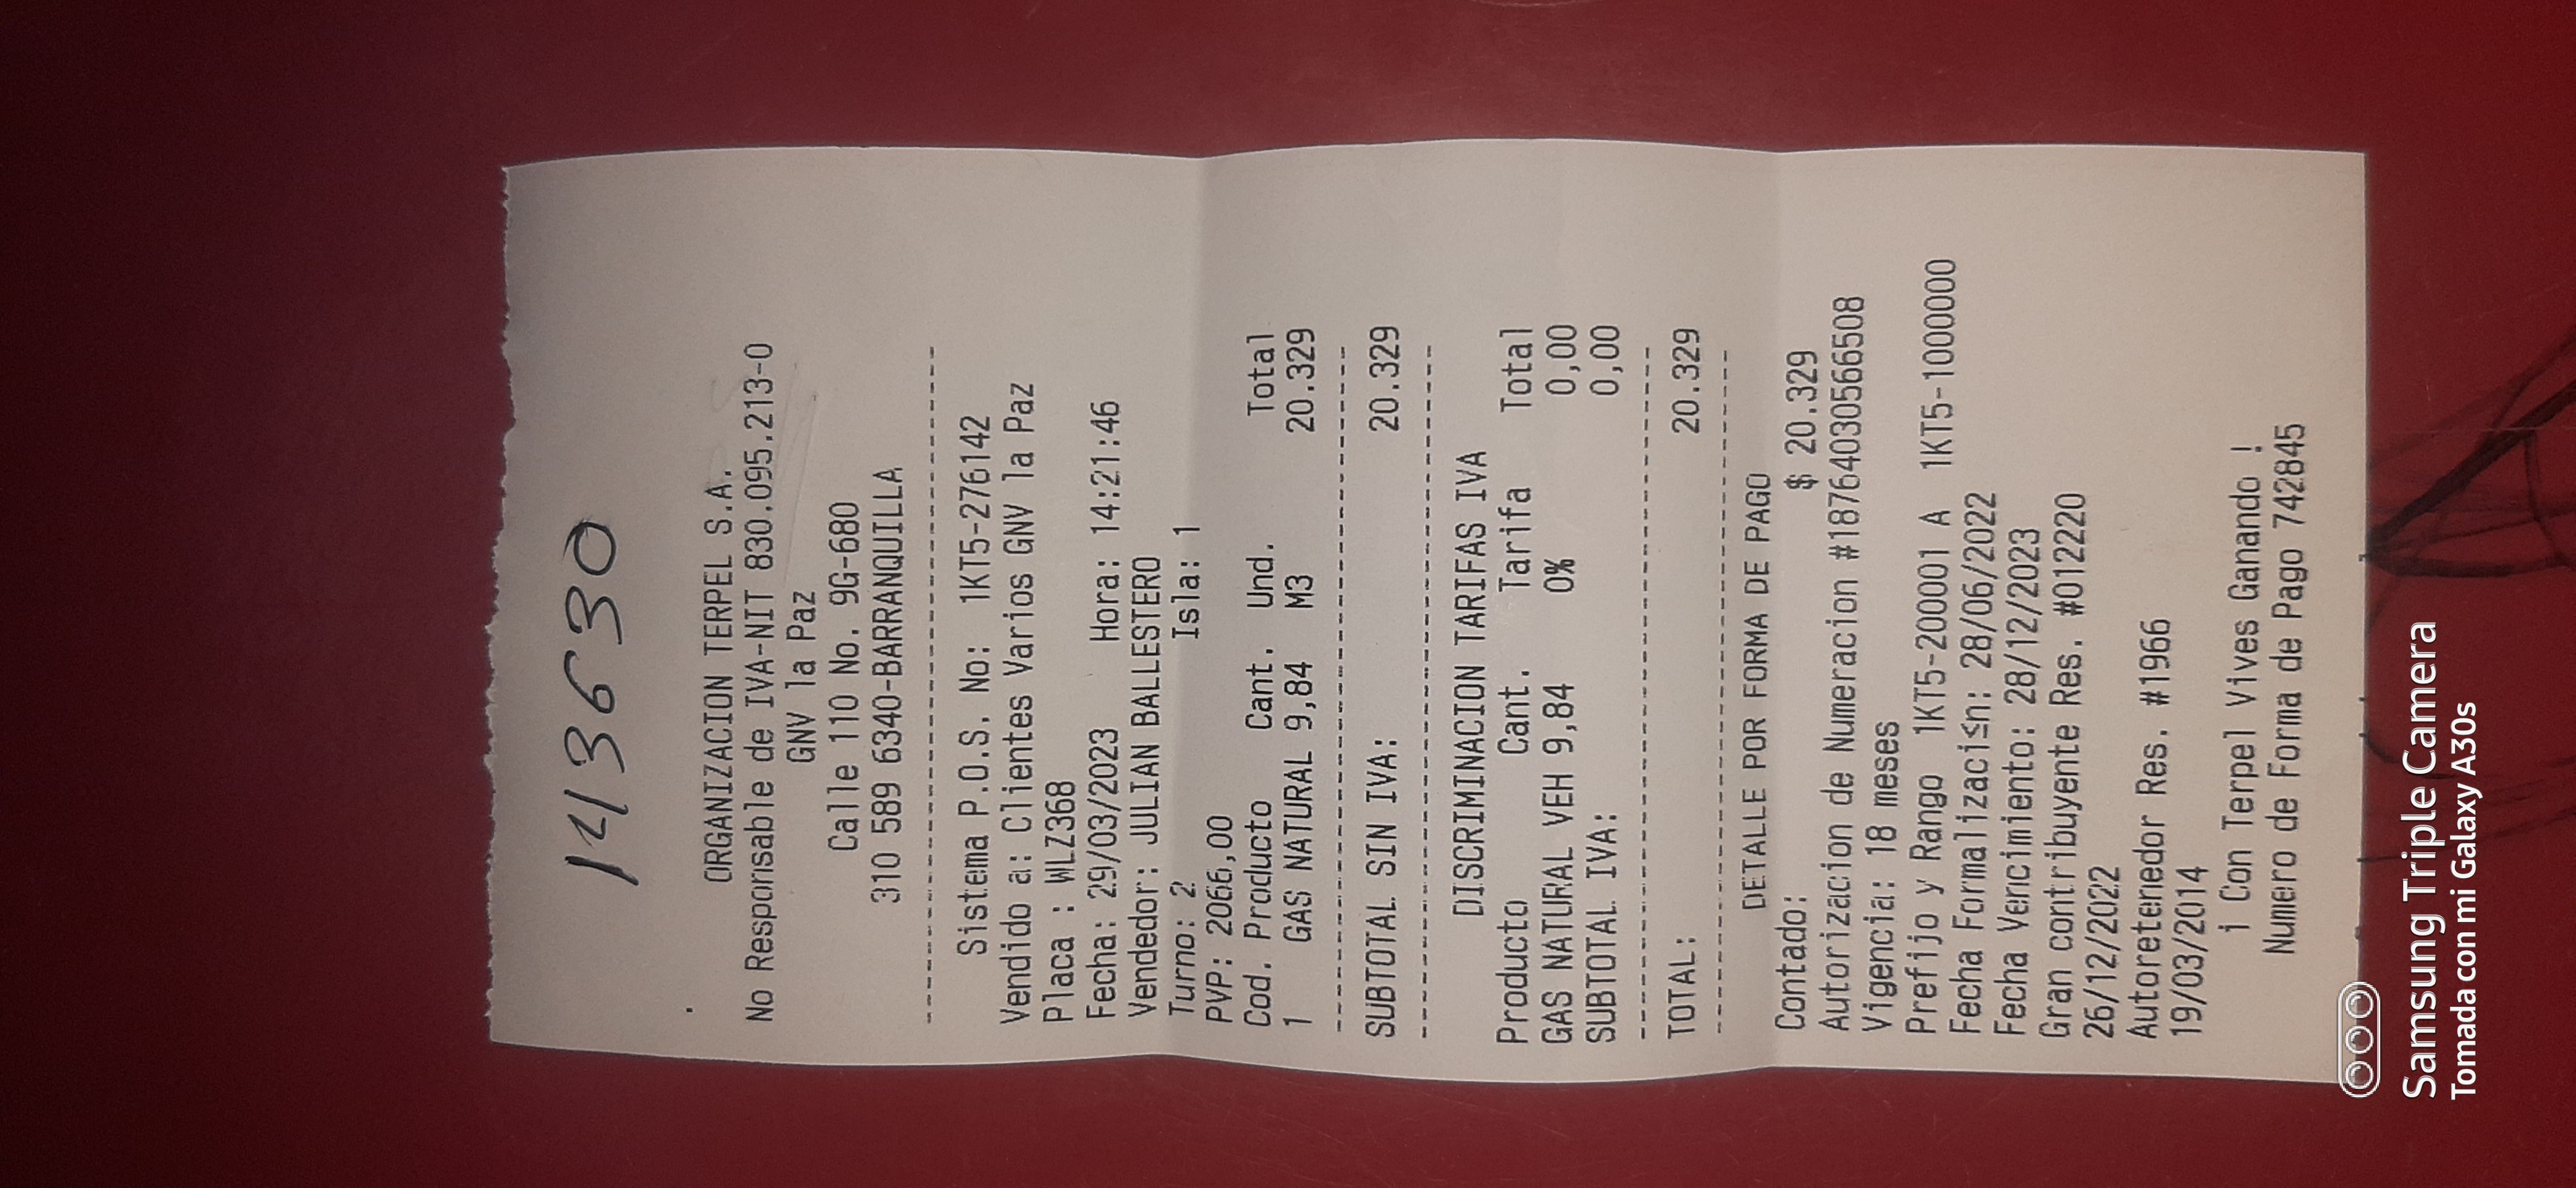 143630
ORGANIZACION TERPEL S.A.
No Responsable de IVA-NIT 830.095.213-0
GNV la Paz
Calle 110 No. 9G-680
310 589 6340-BARRANQUILLA
Sistema P.O.S. No: 1KT5-276142
Vendido a: Clientes Varios GNV la Paz
Placa : WLZ368
Fecha: 29/03/2023 Hora: 14:21:46
Vendedor: JULIAN BALLESTERO
Turno: 2 Isla: 1
PVP: 2066,00
Cod. Producto Cant. Und. Total
1 GAS NATURAL 9,84 M3 20.329
SUBTOTAL SIN IVA: 20.329
DISCRIMINACION TARIFAS IVA
Producto Cant. Tarifa Total
GAS NATURAL VEH 9,84 0% 0,00
SUBTOTAL IVA: 0,00
TOTAL: 20.329
DETALLE POR FORMA DE PAGO
Contado: $ 20.329
Autorizacion de Numeracion #18764030566508
Vigencia: 18 meses
Prefijo y Rango 1KT5-200001 A 1KT5-1000000
Fecha Formalizaci≤n: 28/06/2022
Fecha Vencimiento: 28/12/2023
Gran contribuyente Res. #012220
26/12/2022
Autoretenedor Res. #1966
19/03/2014
¡ Con Terpel Vives Ganando !
Numero de Forma de Pago 742845
Samsung Triple Camera
Tomada con mi Galaxy A30s